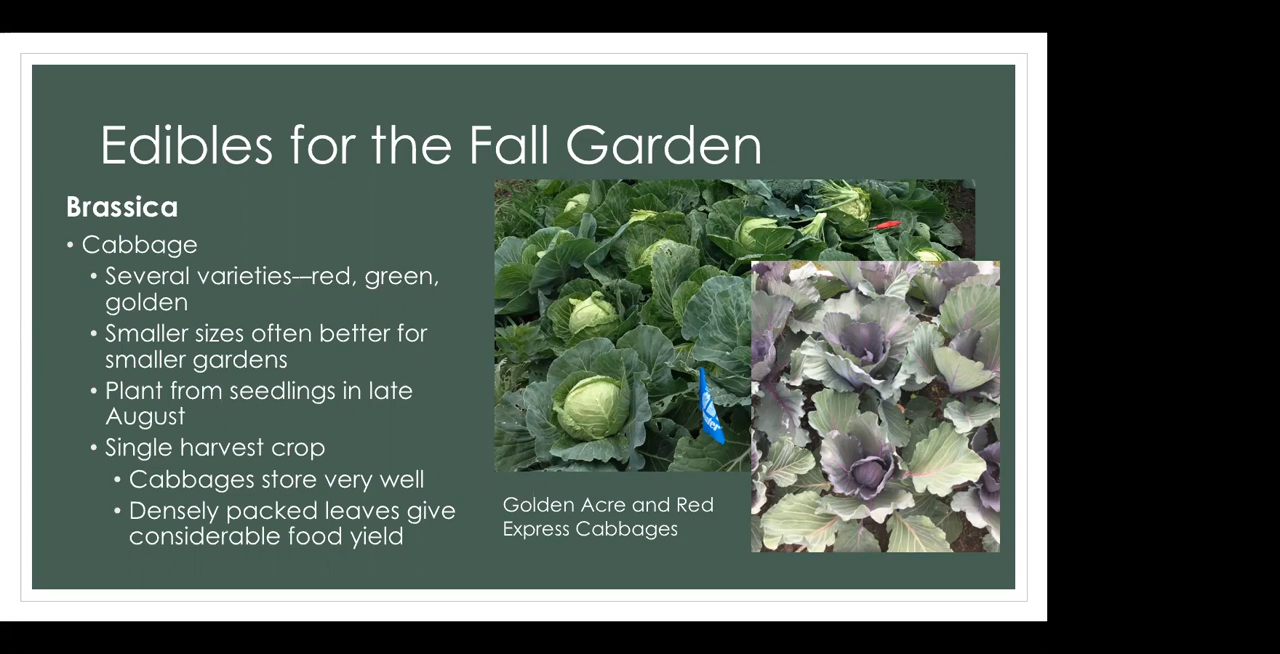 Edibles for the Fall Garden
Brassica
• Cabbage
• Several varieties—red, green,
golden
• Smaller sizes often better for
smaller gardens
• Plant from seedlings in late
August
• Single harvest crop
• Cabbages store very well
• Densely packed leaves give
considerable food yield
Golden Acre and Red
Express Cabbages